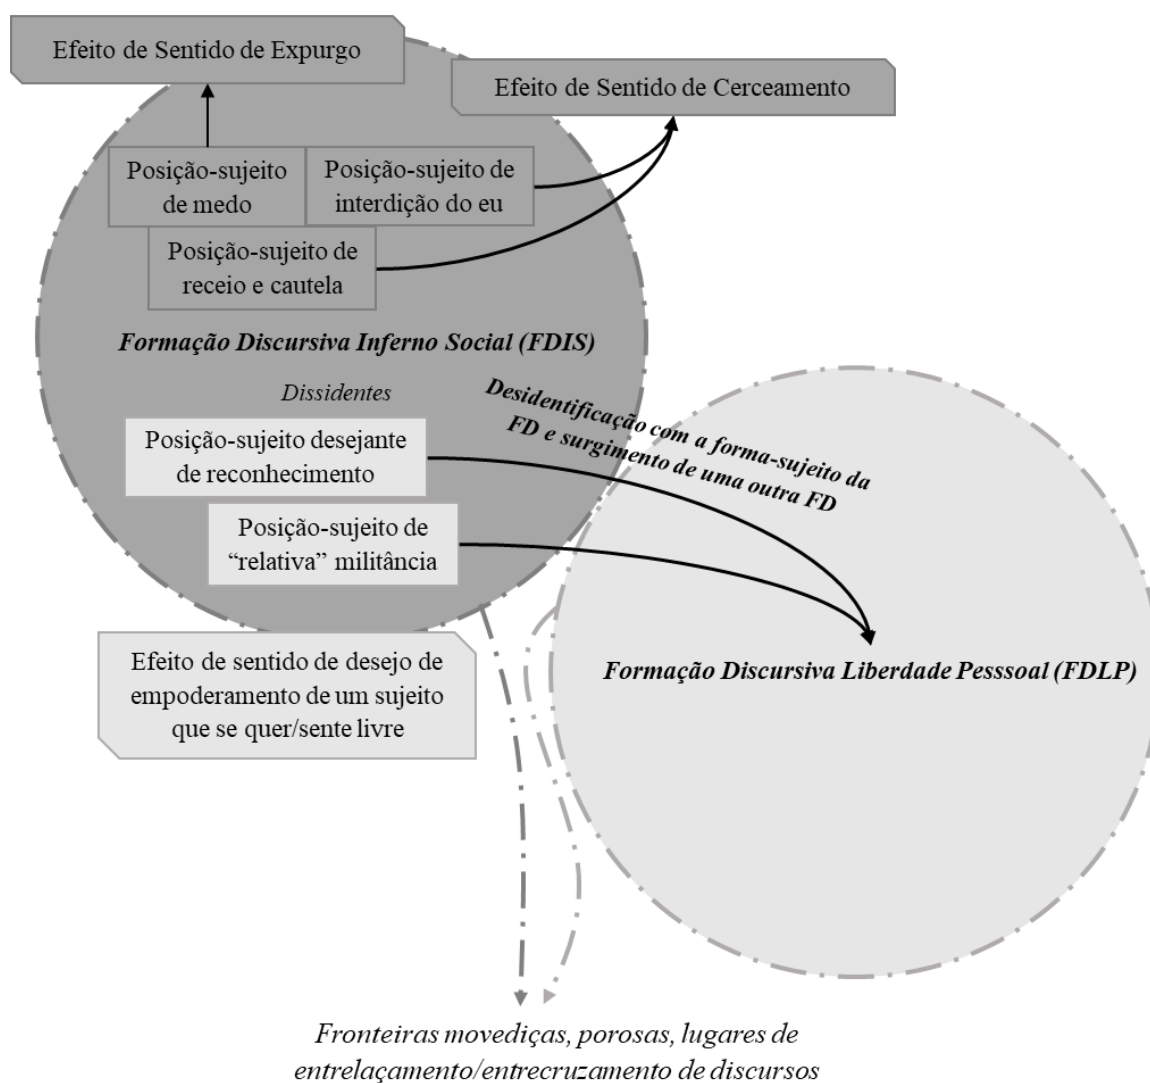 Efeito de Sentido de Expurgo
Efeito de Sentido de Cerceamento
Posição-sujeito
de medo
Posição-sujeito de
interdição do eu
Posição-sujeito de
receio e cautela
Formação Discursiva Inferno Social (FDIS)
Dissidentes
Posição-sujeito desejante
de reconhecimento
Posição-sujeito de
“relativa” militância
Desidentificação com a forma-sujeito da
FD e surgimento de uma outra FD
Efeito de sentido de desejo de
empoderamento de um sujeito
que se quer/sente livre
Formação Discursiva Liberdade Pesssoal (FDLP)
Fronteiras movediças, porosas, lugares de
entrelaçamento/entrecruzamento de discursos